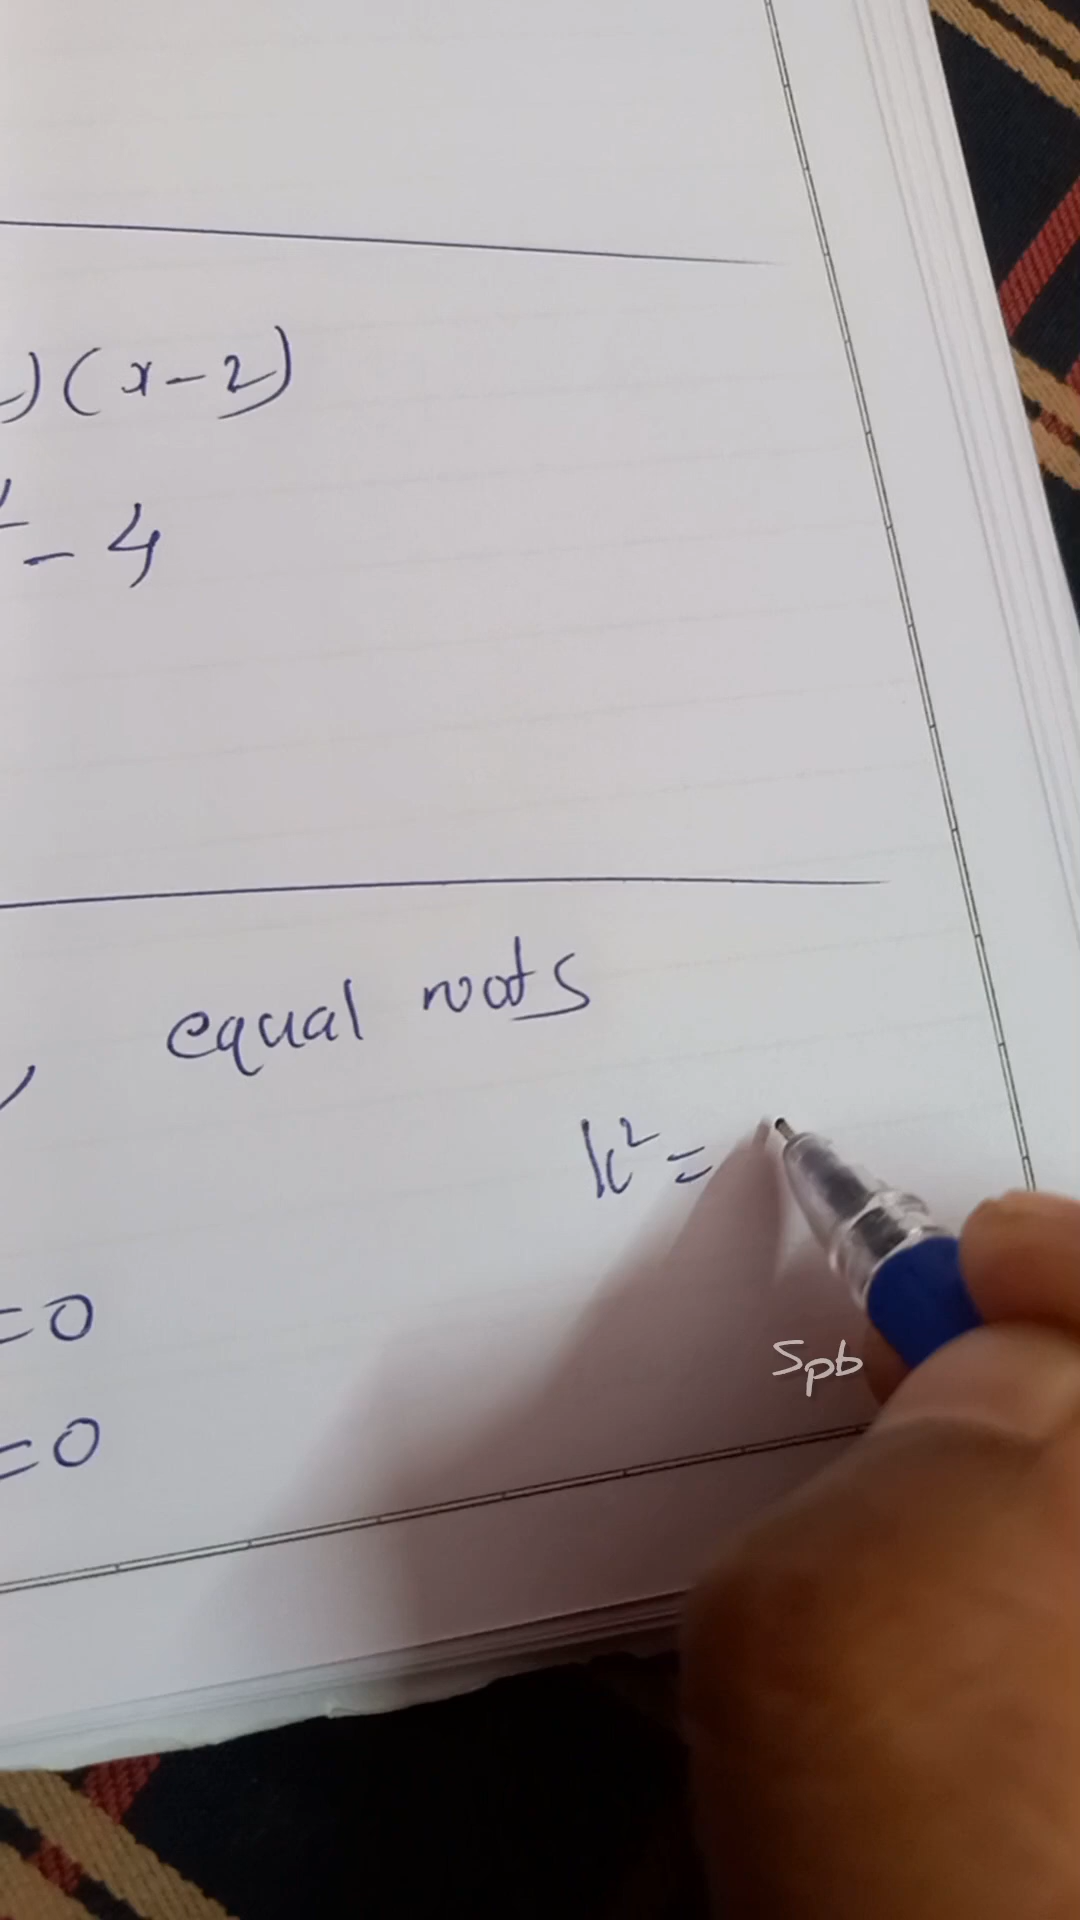 ) (x-2)
- 4
equal roots
k² =
=0
Spb
=0